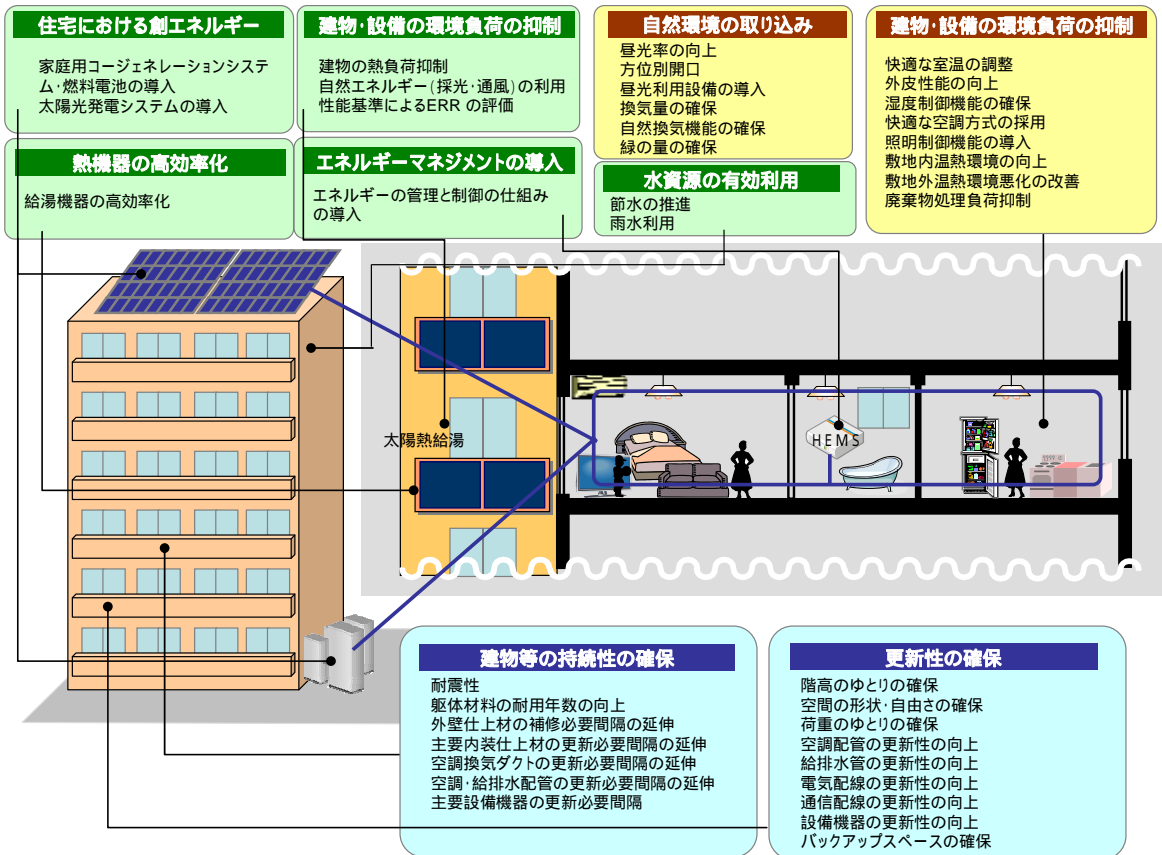 住宅における創エネルギー
家庭用コージェネレーションシステ
ム・燃料電池の導入
太陽光発電システムの導入
建物・設備の環境負荷の抑制
建物の熱負荷抑制
自然エネルギー(採光・通風)の利用
性能基準によるERR の評価
自然環境の取り込み
昼光率の向上
方位別開口
昼光利用設備の導入
換気量の確保
自然換気機能の確保
緑の量の確保
建物・設備の環境負荷の抑制
快適な室温の調整
外皮性能の向上
湿度制御機能の確保
快適な空調方式の採用
照明制御機能の導入
敷地内温熱環境の向上
敷地外温熱環境悪化の改善
廃棄物処理負荷抑制
熱機器の高効率化
給湯機器の高効率化
エネルギーマネジメントの導入
エネルギーの管理と制御の仕組み
の導入
水資源の有効利用
節水の推進
雨水利用
太陽熱給湯
HEMS
建物等の持続性の確保
耐震性
躯体材料の耐用年数の向上
外壁仕上材の補修必要間隔の延伸
主要内装仕上材の更新必要間隔の延伸
空調換気ダクトの更新必要間隔の延伸
空調・給排水配管の更新必要間隔の延伸
主要設備機器の更新必要間隔
更新性の確保
階高のゆとりの確保
空間の形状・自由さの確保
荷重のゆとりの確保
空調配管の更新性の向上
給排水管の更新性の向上
電気配線の更新性の向上
通信配線の更新性の向上
設備機器の更新性の向上
バックアップスペースの確保